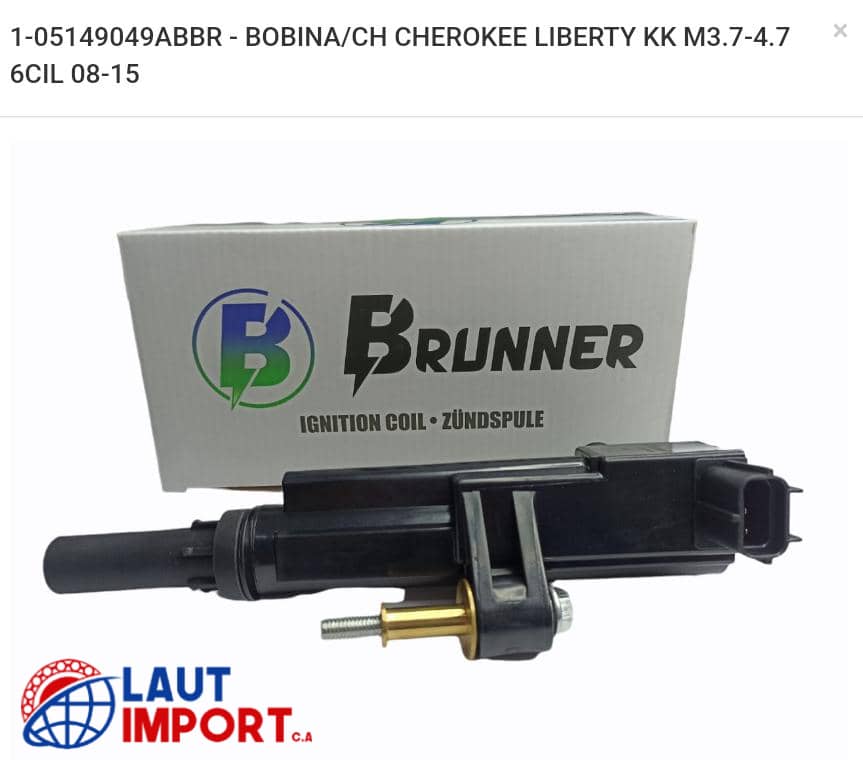 1-05149049ABBR - BOBINA/CH CHEROKEE LIBERTY KK M3.7-4.7
6CIL 08-15
×
B BRUNNER
IGNITION COIL • ZÜNDSPULE
LAUT
IMPORT C.A